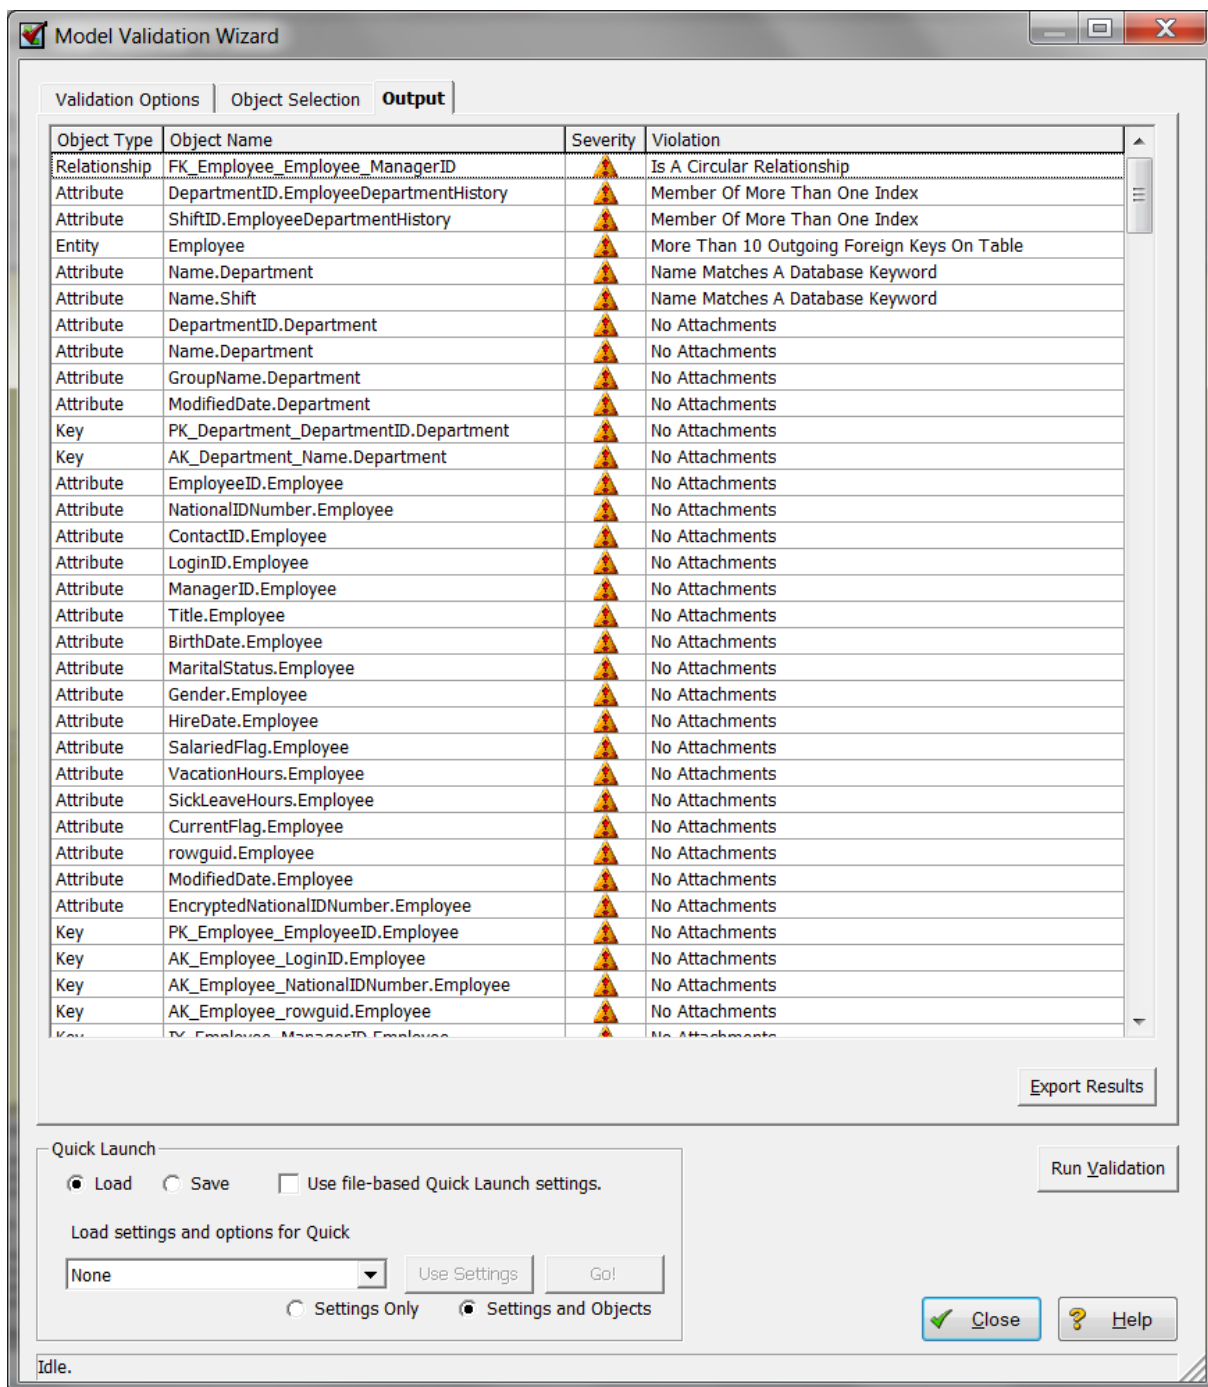 Model Validation Wizard
Validation Options Object Selection Output
Object Type Object Name Severity Violation
Relationship FK_Employee_Employee_ManagerID Is A Circular Relationship
Attribute DepartmentID.EmployeeDepartmentHistory Member Of More Than One Index
Attribute ShiftID.EmployeeDepartmentHistory Member Of More Than One Index
Entity Employee More Than 10 Outgoing Foreign Keys On Table
Attribute Name.Department Name Matches A Database Keyword
Attribute Name.Shift Name Matches A Database Keyword
Attribute DepartmentID.Department No Attachments
Attribute Name.Department No Attachments
Attribute GroupName.Department No Attachments
Attribute ModifiedDate.Department No Attachments
Key PK_Department_DepartmentID.Department No Attachments
Key AK_Department_Name.Department No Attachments
Attribute EmployeeID.Employee No Attachments
Attribute NationalIDNumber.Employee No Attachments
Attribute ContactID.Employee No Attachments
Attribute LoginID.Employee No Attachments
Attribute ManagerID.Employee No Attachments
Attribute Title.Employee No Attachments
Attribute BirthDate.Employee No Attachments
Attribute MaritalStatus.Employee No Attachments
Attribute Gender.Employee No Attachments
Attribute HireDate.Employee No Attachments
Attribute SalariedFlag.Employee No Attachments
Attribute VacationHours.Employee No Attachments
Attribute SickLeaveHours.Employee No Attachments
Attribute CurrentFlag.Employee No Attachments
Attribute rowguid.Employee No Attachments
Attribute ModifiedDate.Employee No Attachments
Attribute EncryptedNationalIDNumber.Employee No Attachments
Key PK_Employee_EmployeeID.Employee No Attachments
Key AK_Employee_LoginID.Employee No Attachments
Key AK_Employee_NationalIDNumber.Employee No Attachments
Key AK_Employee_rowguid.Employee No Attachments
Key IX_Employee_ManagerID.Employee No Attachments
Export Results
Quick Launch
Load Save Use file-based Quick Launch settings.
Run Validation
Load settings and options for Quick
None Use Settings Go!
Settings Only Settings and Objects
Close Help
Idle.